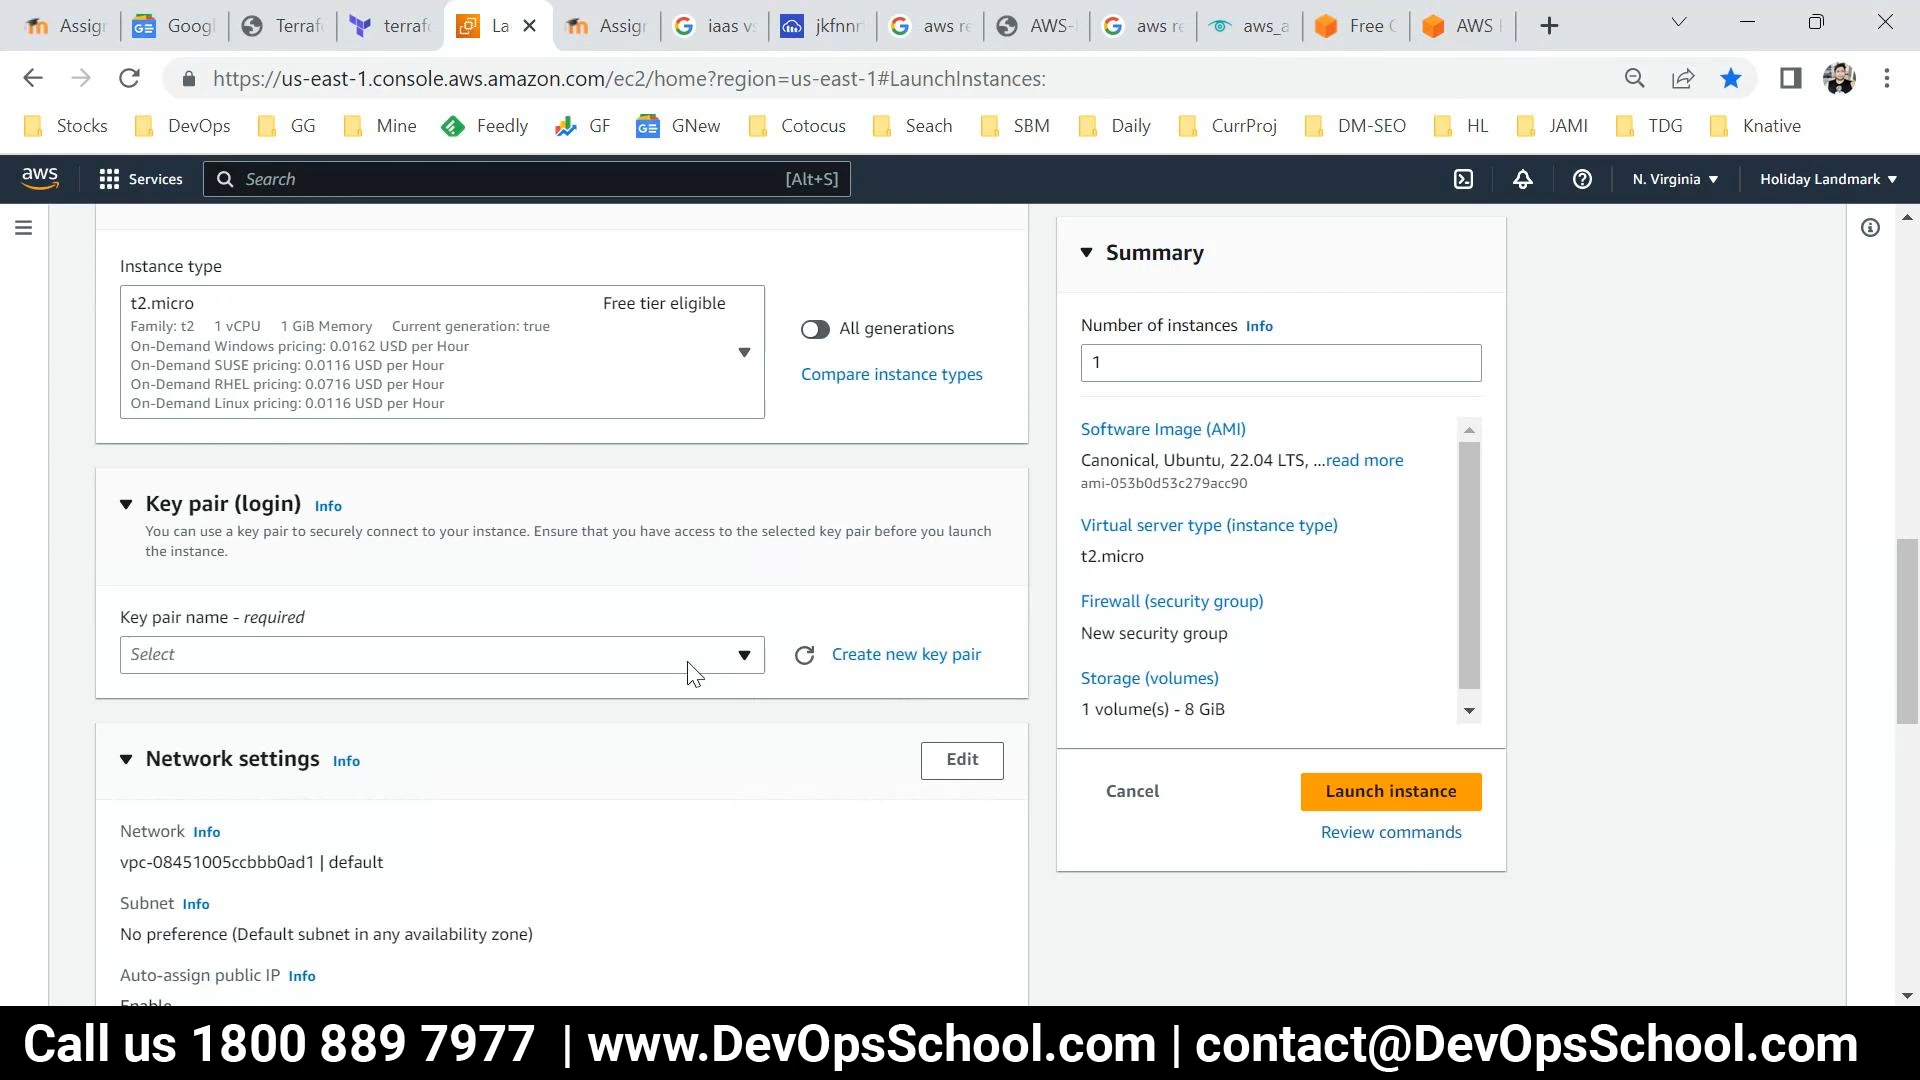 Assigr
Googl
Terraf
terraf
La
Assigr
iaas vs
jkfnnr
aws re
AWS-
aws re
aws_a
Free C
AWS
https://us-east-1.console.aws.amazon.com/ec2/home?region=us-east-1#LaunchInstances:
Stocks
DevOps
GG
Mine
Feedly
GF
GNew
Cotocus
Seach
SBM
Daily
CurrProj
DM-SEO
HL
JAMI
TDG
Knative
aws
Services
Search
[Alt+S]
N. Virginia
Holiday Landmark
Instance type
t2.micro
Free tier eligible
Family: t2 1 vCPU 1 GiB Memory Current generation: true
On-Demand Windows pricing: 0.0162 USD per Hour
On-Demand SUSE pricing: 0.0116 USD per Hour
On-Demand RHEL pricing: 0.0716 USD per Hour
On-Demand Linux pricing: 0.0116 USD per Hour
All generations
Compare instance types
Key pair (login) Info
You can use a key pair to securely connect to your instance. Ensure that you have access to the selected key pair before you launch
the instance.
Key pair name - required
Select
Create new key pair
Network settings Info
Edit
Network Info
vpc-08451005ccbbb0ad1 | default
Subnet Info
No preference (Default subnet in any availability zone)
Auto-assign public IP Info
Enable
Summary
Number of instances Info
1
Software Image (AMI)
Canonical, Ubuntu, 22.04 LTS, ...read more
ami-053b0d53c279acc90
Virtual server type (instance type)
t2.micro
Firewall (security group)
New security group
Storage (volumes)
1 volume(s) - 8 GiB
Cancel
Launch instance
Review commands
Call us 1800 889 7977 | www.DevOpsSchool.com | contact@DevOpsSchool.com